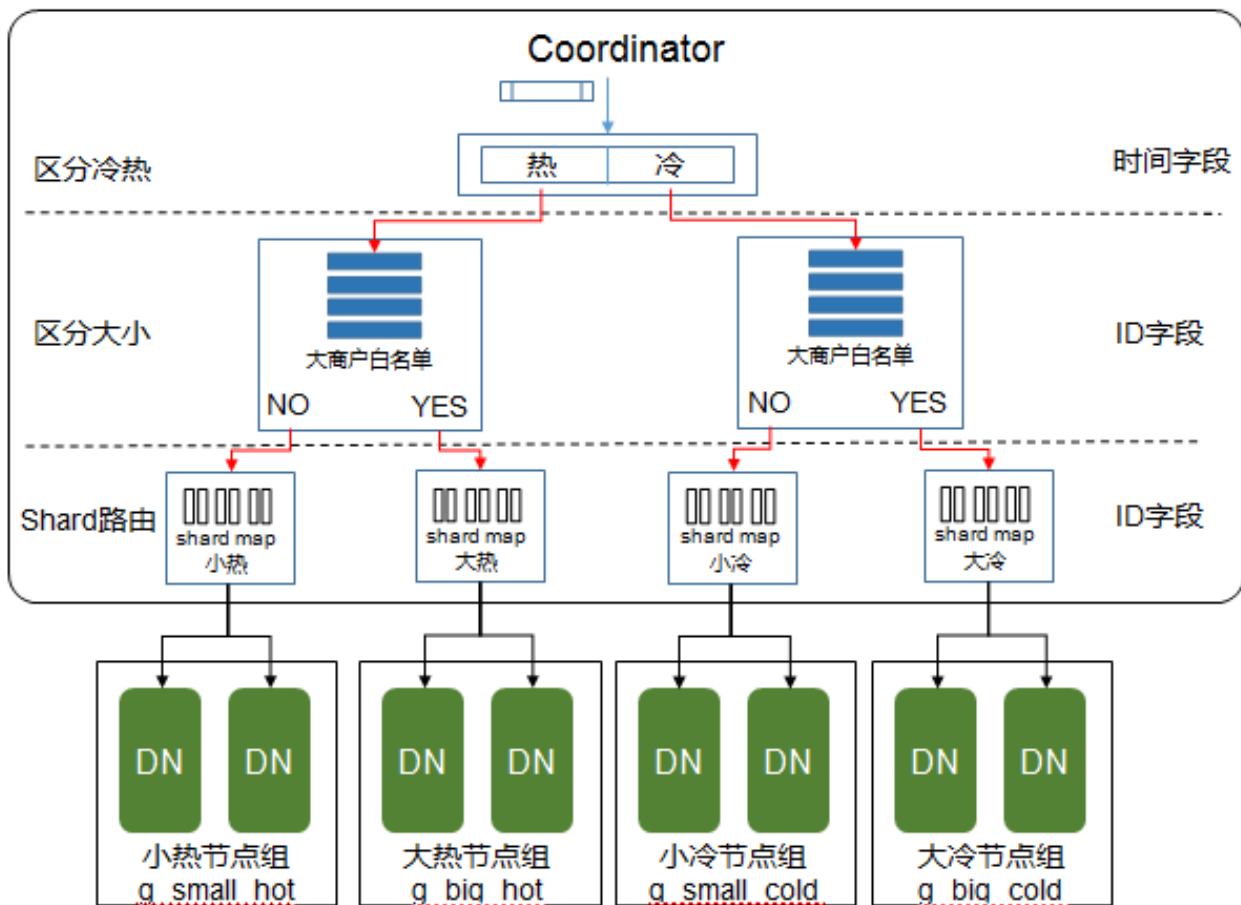 Coordinator
区分冷热
热
冷
时间字段
区分大小
大商户白名单
NO
YES
大商户白名单
NO
YES
ID字段
Shard路由
shard map
小热
shard map
大热
shard map
小冷
shard map
大冷
ID字段
DN
DN
DN
DN
DN
DN
DN
DN
小热节点组
g_small_hot
大热节点组
g_big_hot
小冷节点组
g_small_cold
大冷节点组
g_big_cold